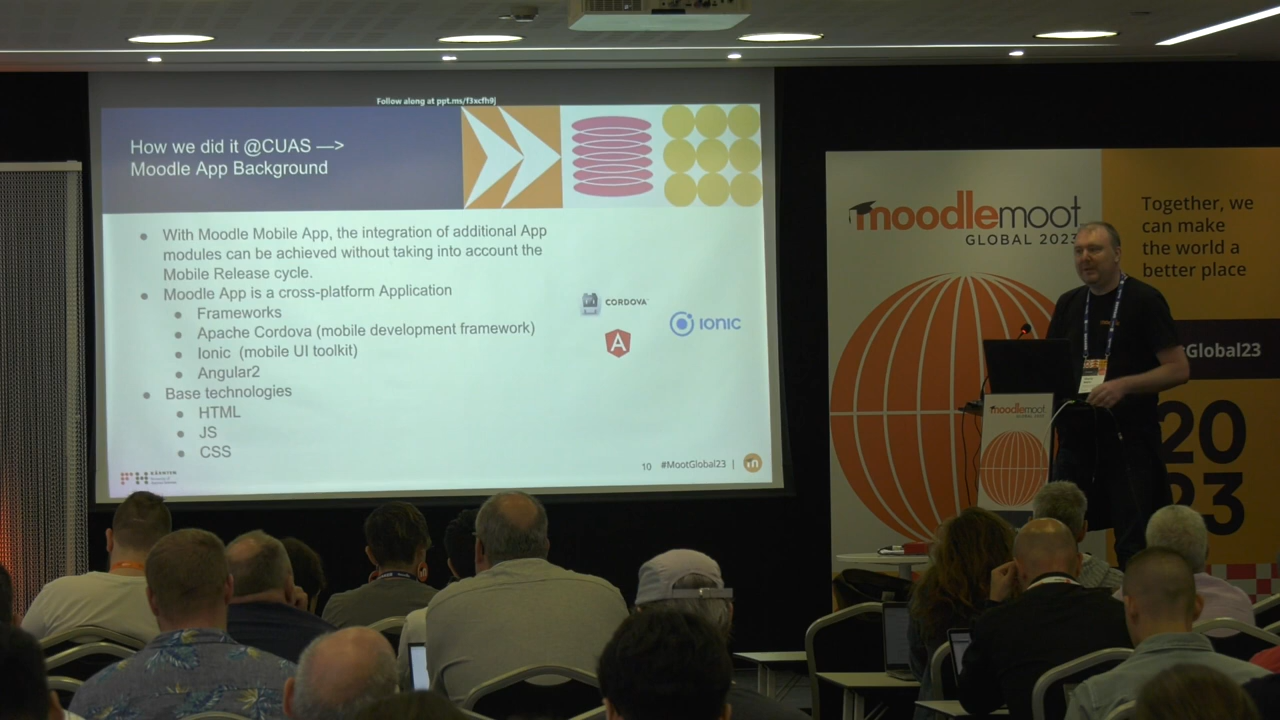 Follow along at ppt.ms/f3xcfh9j
How we did it @CUAS —>
Moodle App Background
● With Moodle Mobile App, the integration of additional App
modules can be achieved without taking into account the
Mobile Release cycle.
● Moodle App is a cross-platform Application
● Frameworks
● Apache Cordova (mobile development framework)
● Ionic (mobile UI toolkit)
● Angular2
● Base technologies
● HTML
● JS
● CSS
CORDOVA
IONIC
A
KÄRNTEN
10 #MootGlobal23 |
m
moodlemoot
GLOBAL 2023
Together, we
can make
the world a
better place
Global23
20
23
moodlemoot
GLOBAL 2023